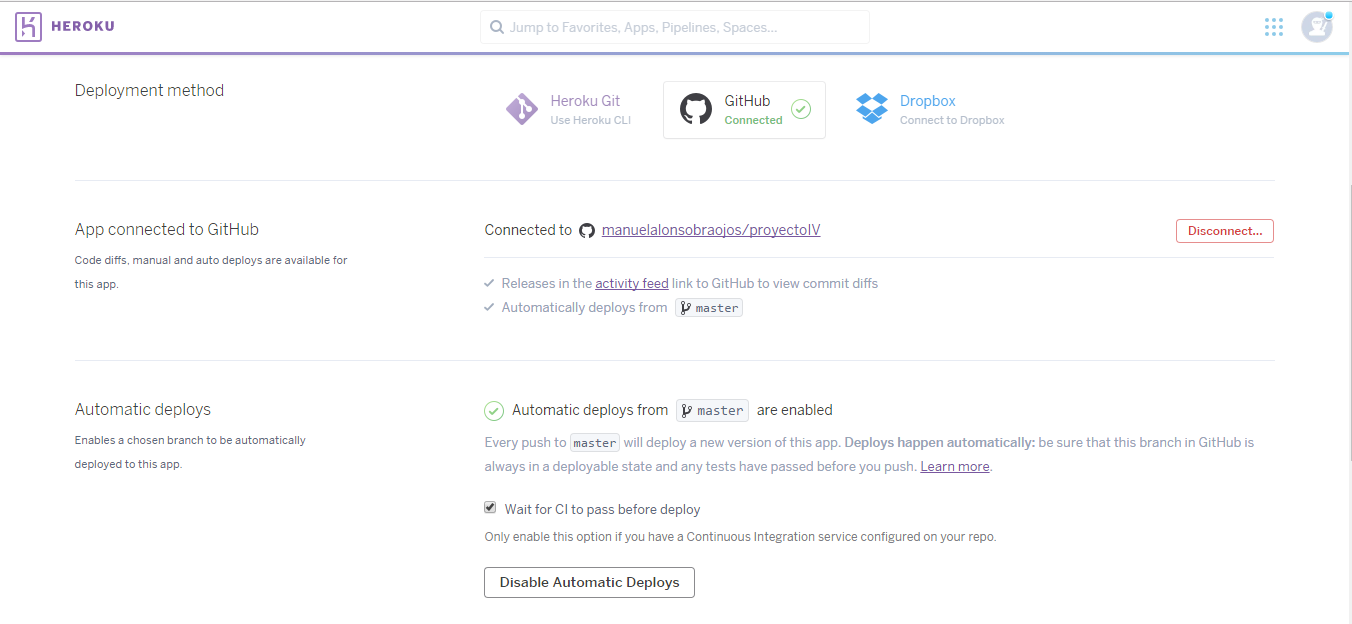 HEROKU
Jump to Favorites, Apps, Pipelines, Spaces...
Deployment method
Heroku Git
Use Heroku CLI
GitHub
Connected
Dropbox
Connect to Dropbox
App connected to GitHub
Code diffs, manual and auto deploys are available for
this app.
Connected to manuelalonsobraojos/proyectoIV
Disconnect...
Releases in the activity feed link to GitHub to view commit diffs
Automatically deploys from master
Automatic deploys
Enables a chosen branch to be automatically
deployed to this app.
Automatic deploys from master are enabled
Every push to master will deploy a new version of this app. Deploys happen automatically: be sure that this branch in GitHub is
always in a deployable state and any tests have passed before you push. Learn more.
Wait for CI to pass before deploy
Only enable this option if you have a Continuous Integration service configured on your repo.
Disable Automatic Deploys